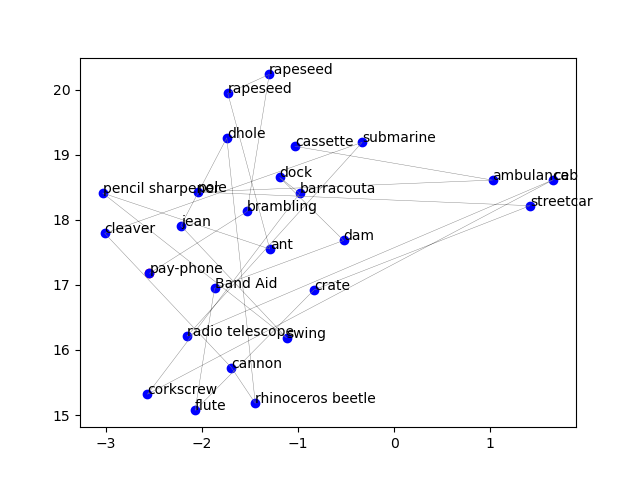 rapeseed
20
rapeseed
dhole
cassette
submarine
19
dock
ambulance
cab
pencil sharpener
pole
barracouta
streetcar
brambling
18
cleaver
jean
ant
dam
pay-phone
17
Band Aid
crate
radio telescope
swing
16
cannon
corkscrew
flute
rhinoceros beetle
15
−3
−2
−1
0
1